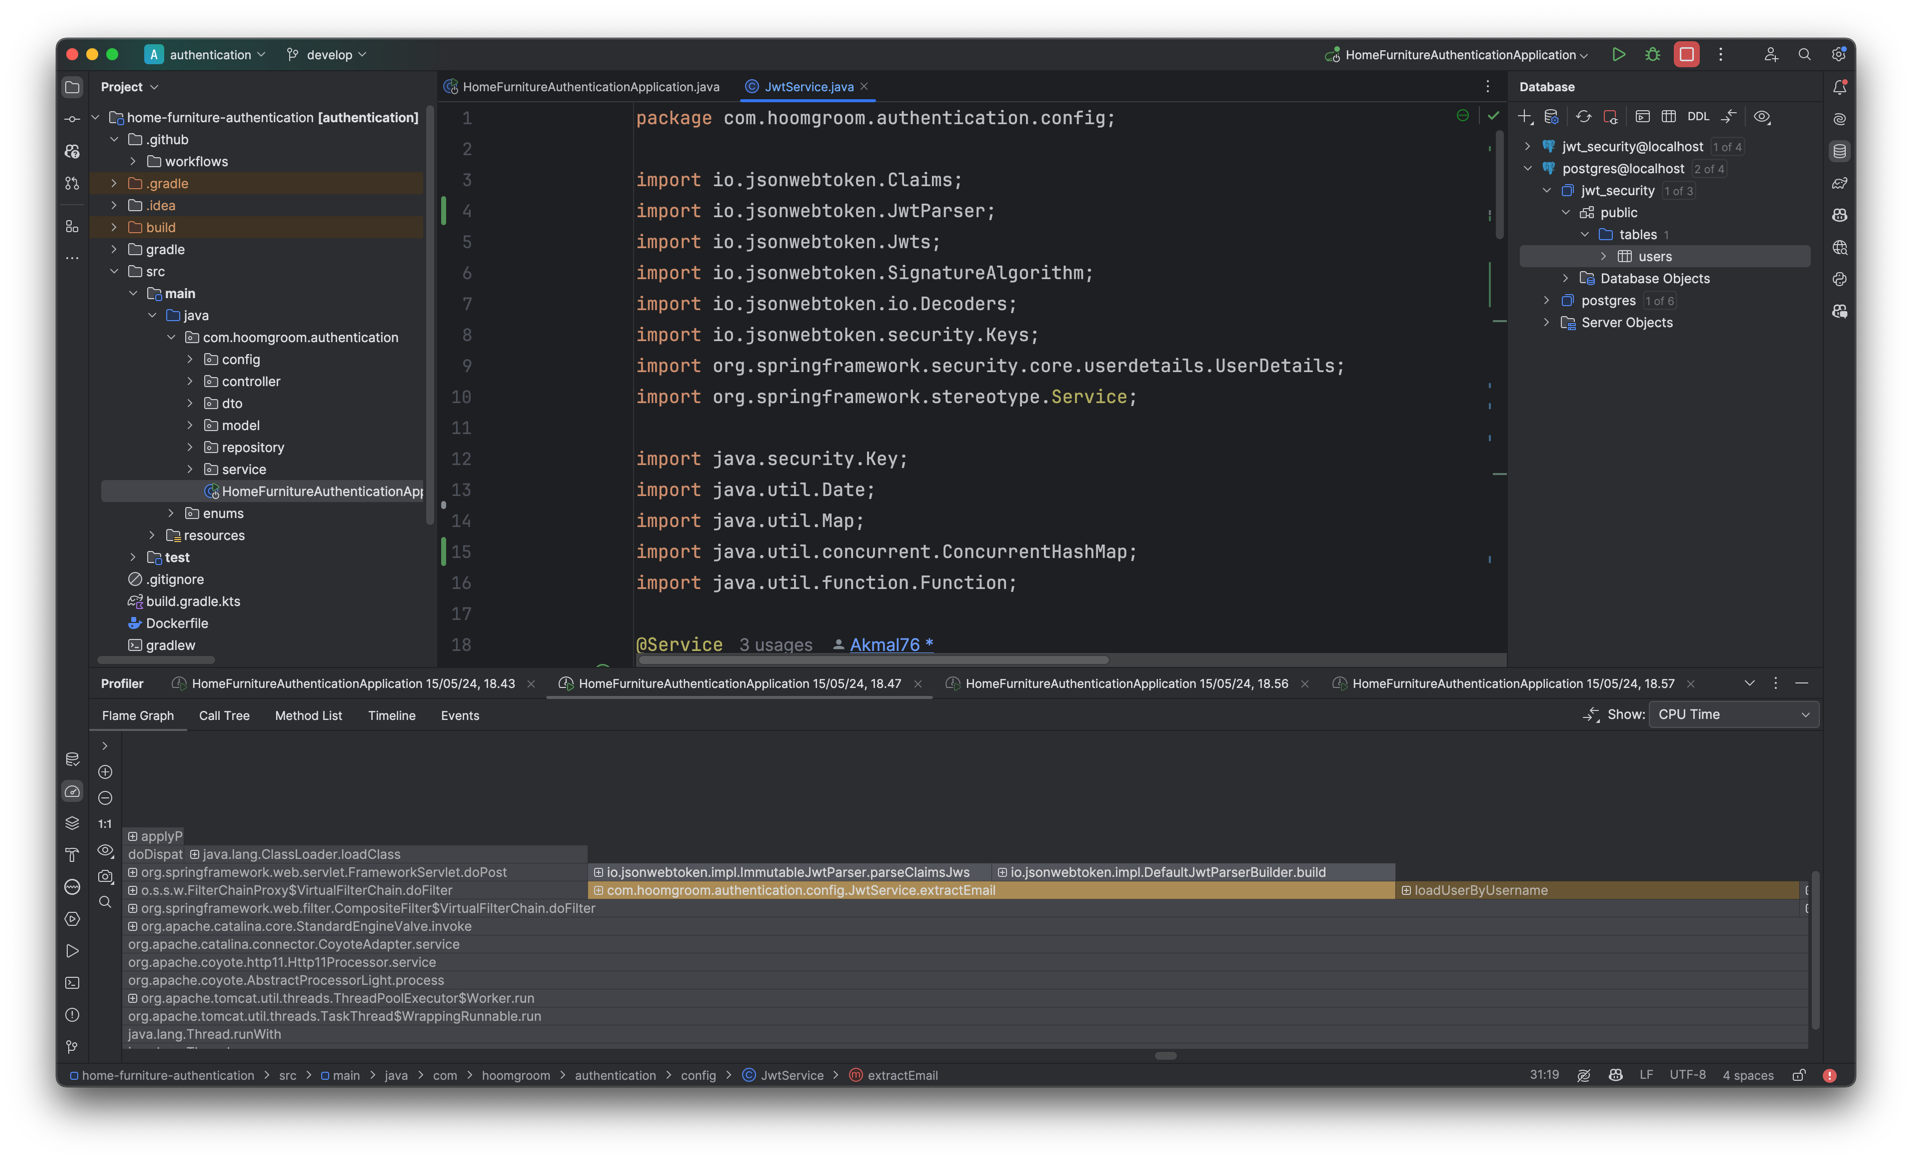 A authentication
develop
HomeFurnitureAuthenticationApplication
Project
HomeFurnitureAuthenticationApplication.java
JwtService.java
Database
home-furniture-authentication [authentication]
.github
workflows
.gradle
.idea
build
gradle
src
main
java
com.hoomgroom.authentication
config
controller
dto
model
repository
service
HomeFurnitureAuthenticationApp
enums
resources
test
.gitignore
build.gradle.kts
Dockerfile
gradlew
1 package com.hoomgroom.authentication.config;
2
3 import io.jsonwebtoken.Claims;
4 import io.jsonwebtoken.JwtParser;
5 import io.jsonwebtoken.Jwts;
6 import io.jsonwebtoken.SignatureAlgorithm;
7 import io.jsonwebtoken.io.Decoders;
8 import io.jsonwebtoken.security.Keys;
9 import org.springframework.security.core.userdetails.UserDetails;
10 import org.springframework.stereotype.Service;
11
12 import java.security.Key;
13 import java.util.Date;
14 import java.util.Map;
15 import java.util.concurrent.ConcurrentHashMap;
16 import java.util.function.Function;
17
18 @Service 3 usages Akmal76 *
DDL
jwt_security@localhost 1 of 4
postgres@localhost 2 of 4
jwt_security 1 of 3
public
tables 1
users
Database Objects
postgres 1 of 6
Server Objects
Profiler
HomeFurnitureAuthenticationApplication 15/05/24, 18.43
HomeFurnitureAuthenticationApplication 15/05/24, 18.47
HomeFurnitureAuthenticationApplication 15/05/24, 18.56
HomeFurnitureAuthenticationApplication 15/05/24, 18.57
Flame Graph Call Tree Method List Timeline Events
Show: CPU Time
1:1
applyP
doDispat java.lang.ClassLoader.loadClass
org.springframework.web.servlet.FrameworkServlet.doPost io.jsonwebtoken.impl.ImmutableJwtParser.parseClaimsJws io.jsonwebtoken.impl.DefaultJwtParserBuilder.build
o.s.s.w.FilterChainProxy$VirtualFilterChain.doFilter com.hoomgroom.authentication.config.JwtService.extractEmail loadUserByUsername
org.springframework.web.filter.CompositeFilter$VirtualFilterChain.doFilter
org.apache.catalina.core.StandardEngineValve.invoke
org.apache.catalina.connector.CoyoteAdapter.service
org.apache.coyote.http11.Http11Processor.service
org.apache.coyote.AbstractProcessorLight.process
org.apache.tomcat.util.threads.ThreadPoolExecutor$Worker.run
org.apache.tomcat.util.threads.TaskThread$WrappingRunnable.run
java.lang.Thread.runWith
home-furniture-authentication > src > main > java > com > hoomgroom > authentication > config > JwtService > extractEmail
31:19 LF UTF-8 4 spaces